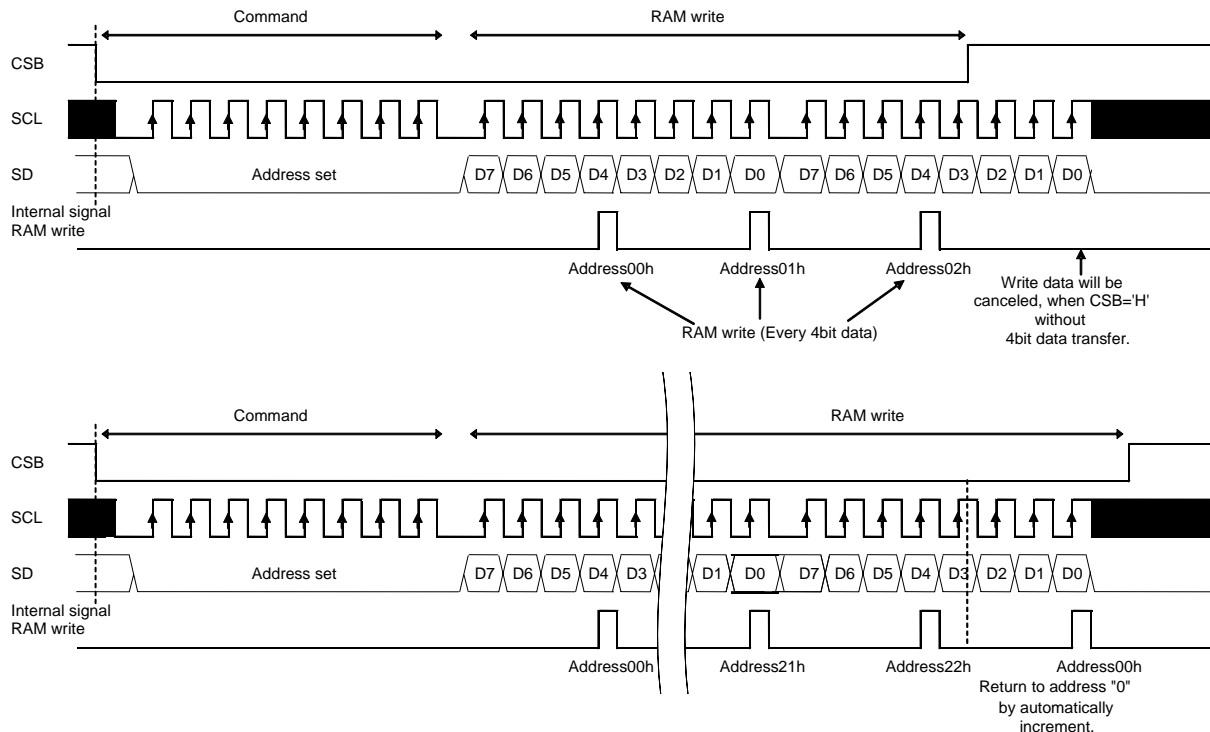 Command
RAM write
CSB
SCL
SD
Address set
D7 D6 D5 D4 D3 D2 D1 D0 D7 D6 D5 D4 D3 D2 D1 D0
Internal signal
RAM write
Address00h
Address01h
Address02h
RAM write (Every 4bit data)
Write data will be
canceled, when CSB='H'
without
4bit data transfer.
Command
RAM write
CSB
SCL
SD
Address set
D7 D6 D5 D4 D3 D1 D0 D7 D6 D5 D4 D3 D2 D1 D0
Internal signal
RAM write
Address00h
Address21h
Address22h
Address00h
Return to address "0"
by automatically
increment.